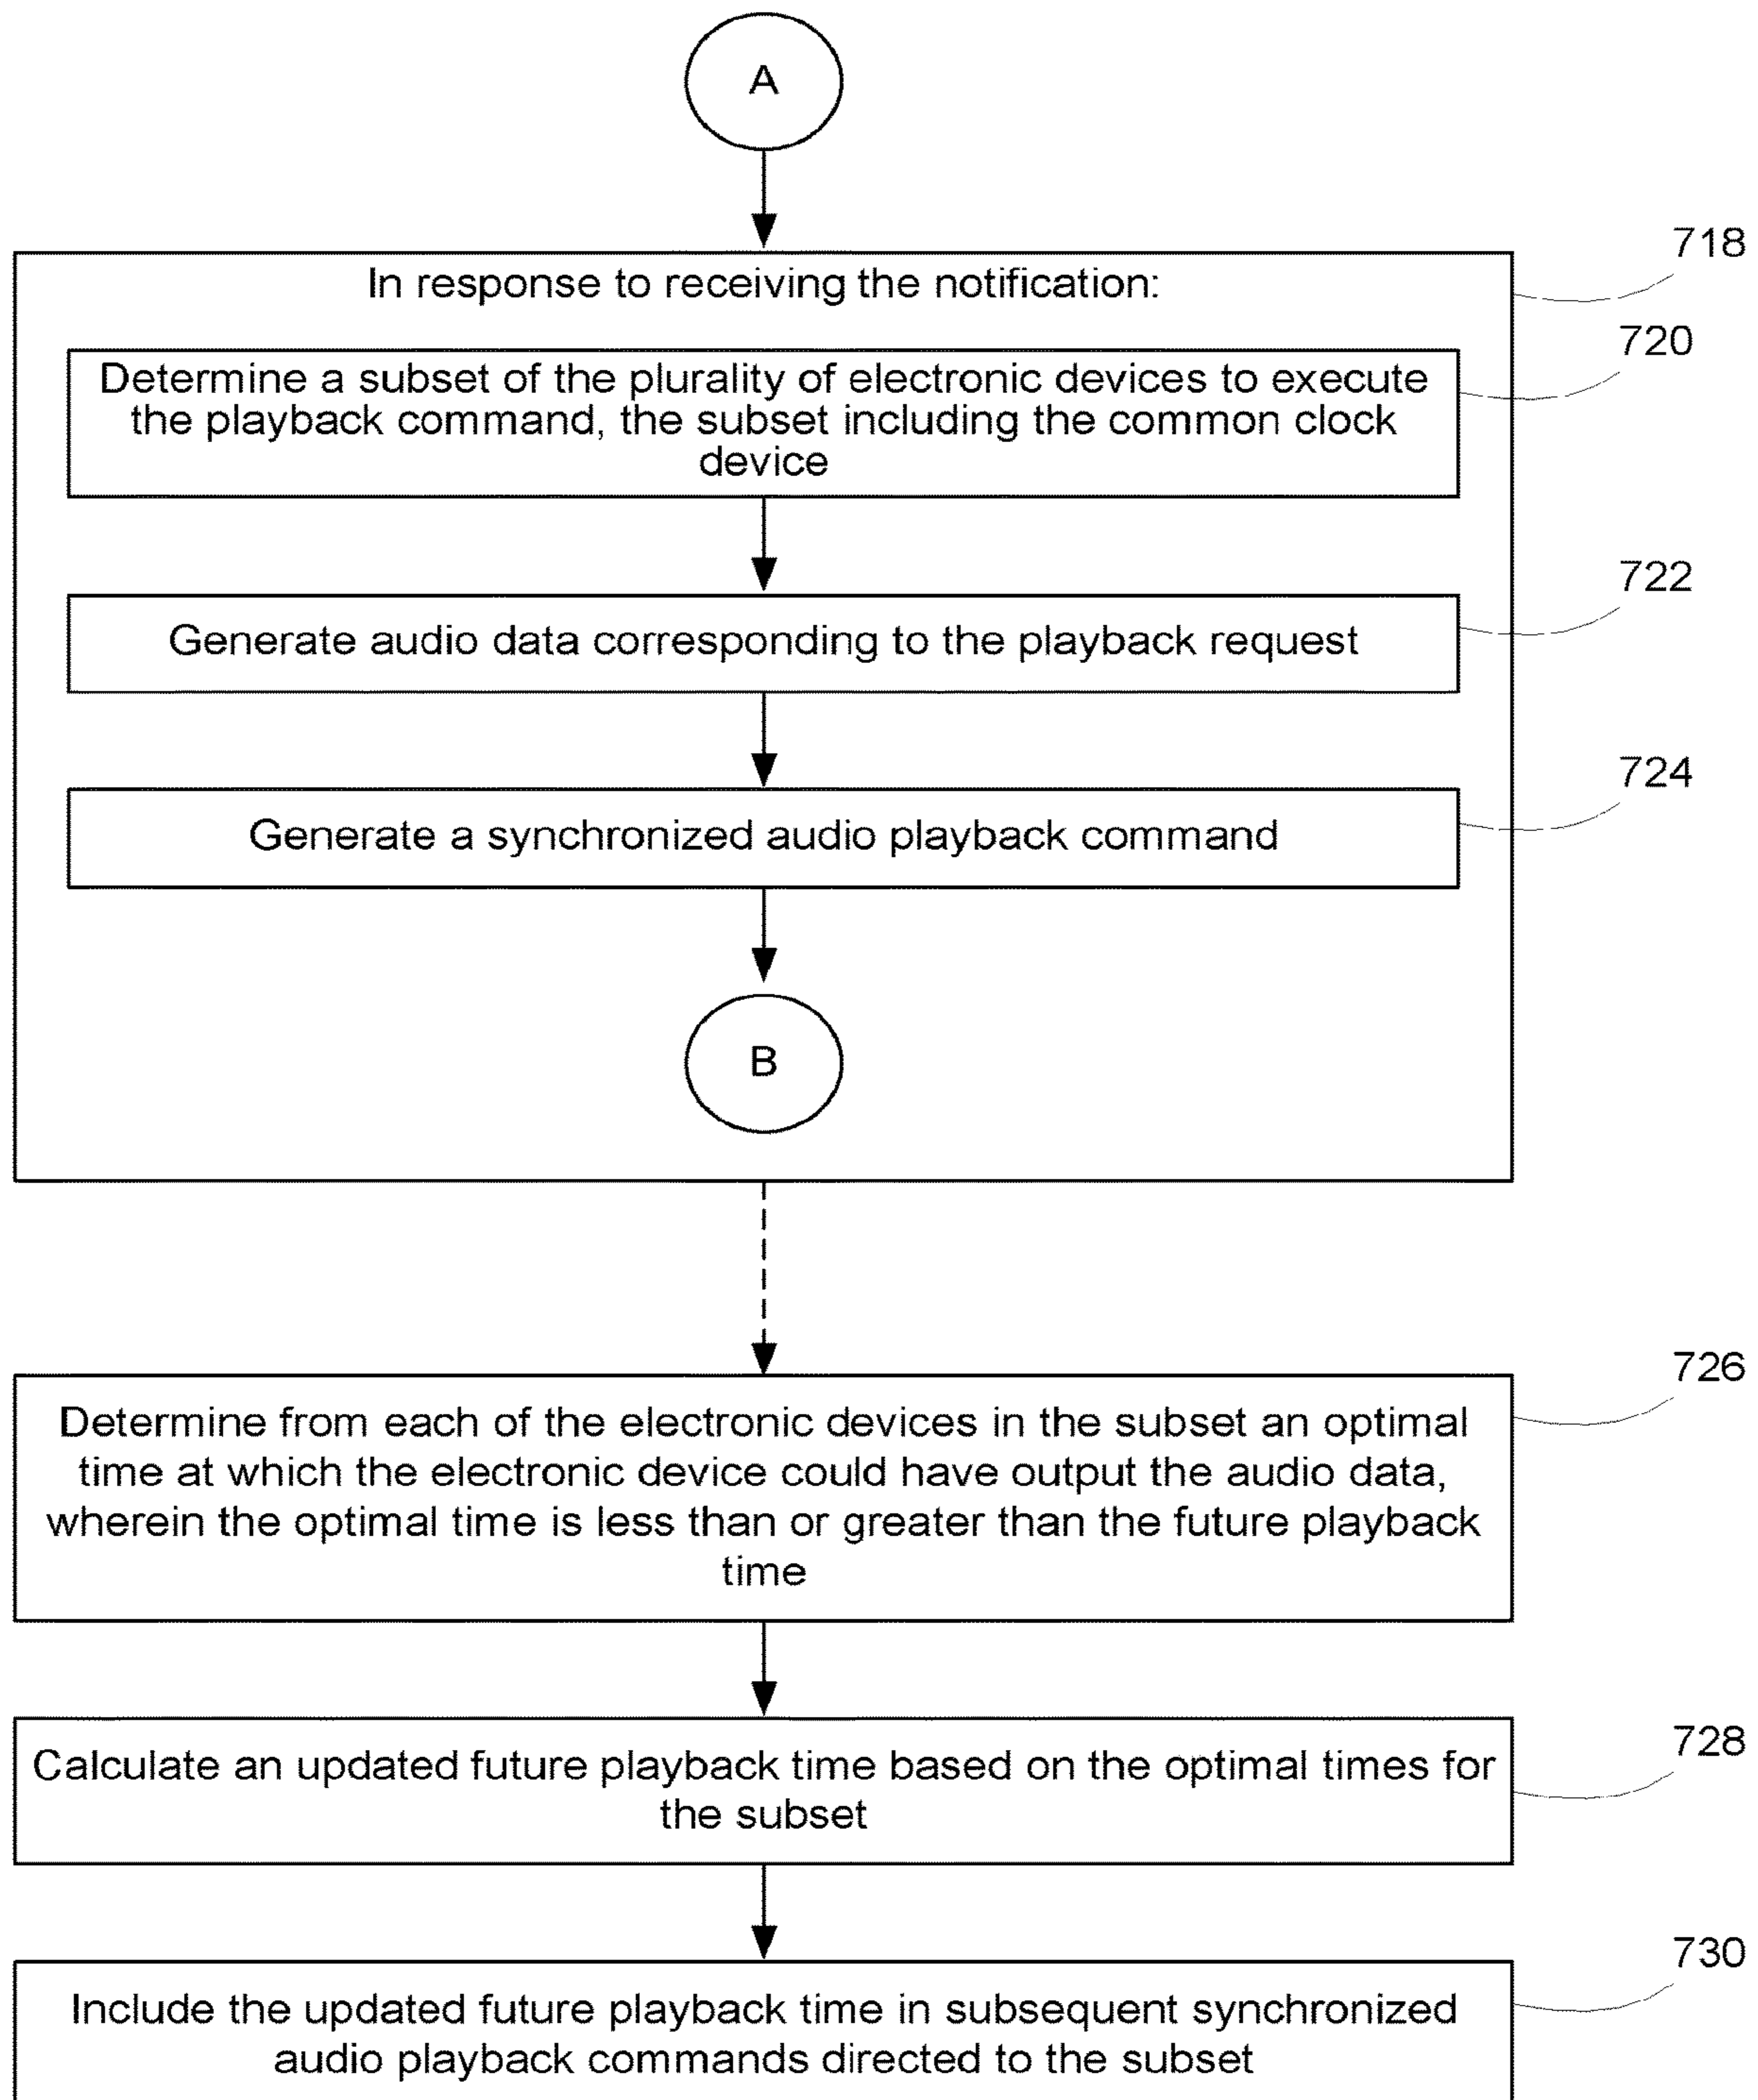 A
718
In response to receiving the notification:
720
Determine a subset of the plurality of electronic devices to execute
the playback command, the subset including the common clock
device
722
Generate audio data corresponding to the playback request
724
Generate a synchronized audio playback command
B
726
Determine from each of the electronic devices in the subset an optimal
time at which the electronic device could have output the audio data,
wherein the optimal time is less than or greater than the future playback
time
728
Calculate an updated future playback time based on the optimal times for
the subset
730
Include the updated future playback time in subsequent synchronized
audio playback commands directed to the subset